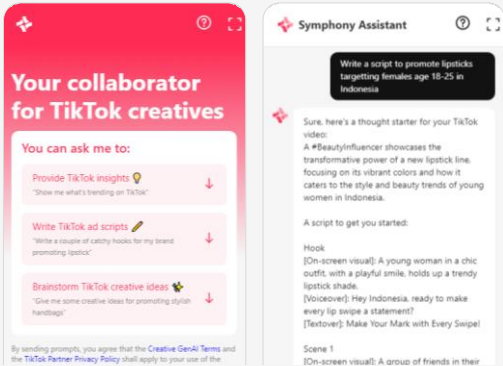 Your collaborator
for TikTok creatives
You can ask me to:
Provide TikTok insights
"Show me what's trending on TikTok"
Write TikTok ad scripts
"Write a couple of catchy hooks for my brand
promoting lipstick"
Brainstorm TikTok creative ideas
"Give me some creative ideas for promoting stylish
handbags"
By sending prompts, you agree that the Creative GenAI Terms and
the TikTok Partner Privacy Policy shall apply to your use of the
Symphony Assistant
Write a script to promote lipsticks
targetting females age 18-25 in
Indonesia
Sure, here's a thought starter for your TikTok
video:
A #BeautyInfluencer showcases the
transformative power of a new lipstick line,
focusing on its vibrant colors and how it
caters to the style and beauty trends of young
women in Indonesia.
A script to get you started:
Hook
[On-screen visual]: A young woman in a chic
outfit, with a playful smile, holds up a trendy
lipstick shade.
[Voiceover]: Hey Indonesia, ready to make
every lip swipe a statement?
[Textover]: Make Your Mark with Every Swipe!
Scene 1
[On-screen visual]: A group of friends in their